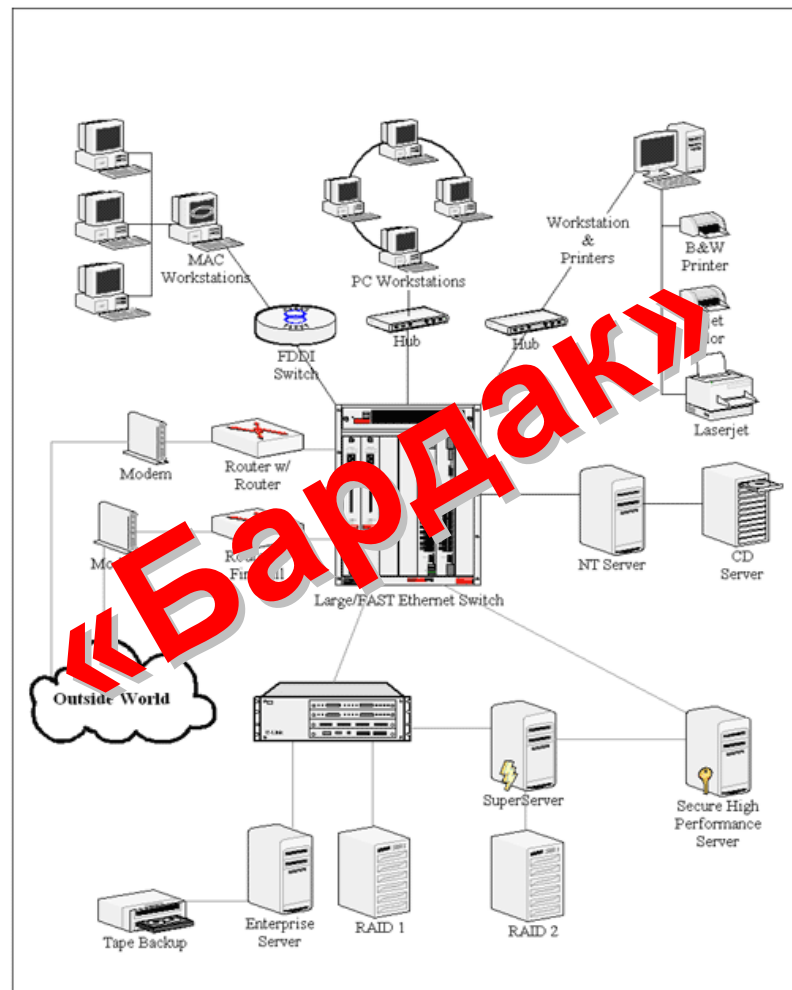 Workstation
&
Printers
B&W
Printer
MAC
Workstations
PC Workstations
FDDI
Switch
Hub
Hub
Laserjet
Modem
Router w/
Router
NT Server
CD
Server
Large/FAST Ethernet Switch
«Бардак»
Outside World
SuperServer
Secure High
Performance
Server
Enterprise
Server
RAID 1
RAID 2
Tape Backup